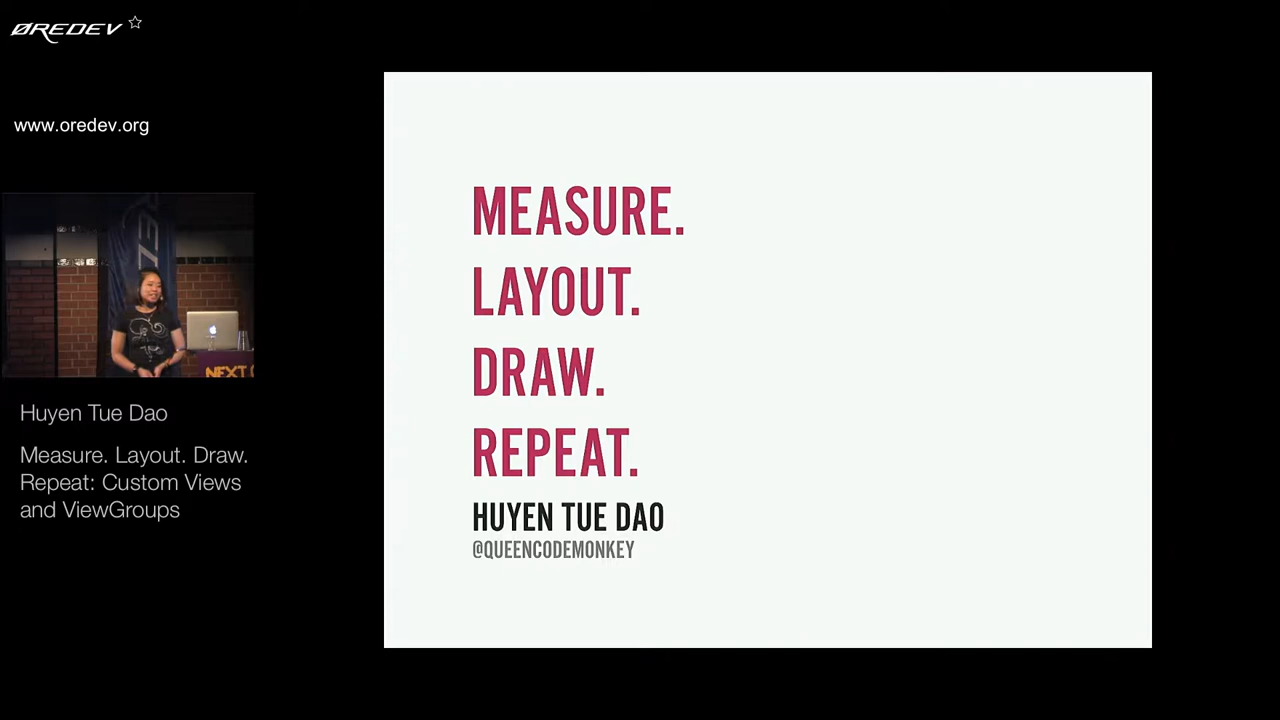 ØREDEV
www.oredev.org
NEXT
Huyen Tue Dao
Measure. Layout. Draw.
Repeat: Custom Views
and ViewGroups
MEASURE.
LAYOUT.
DRAW.
REPEAT.
HUYEN TUE DAO
@QUEENCODEMONKEY